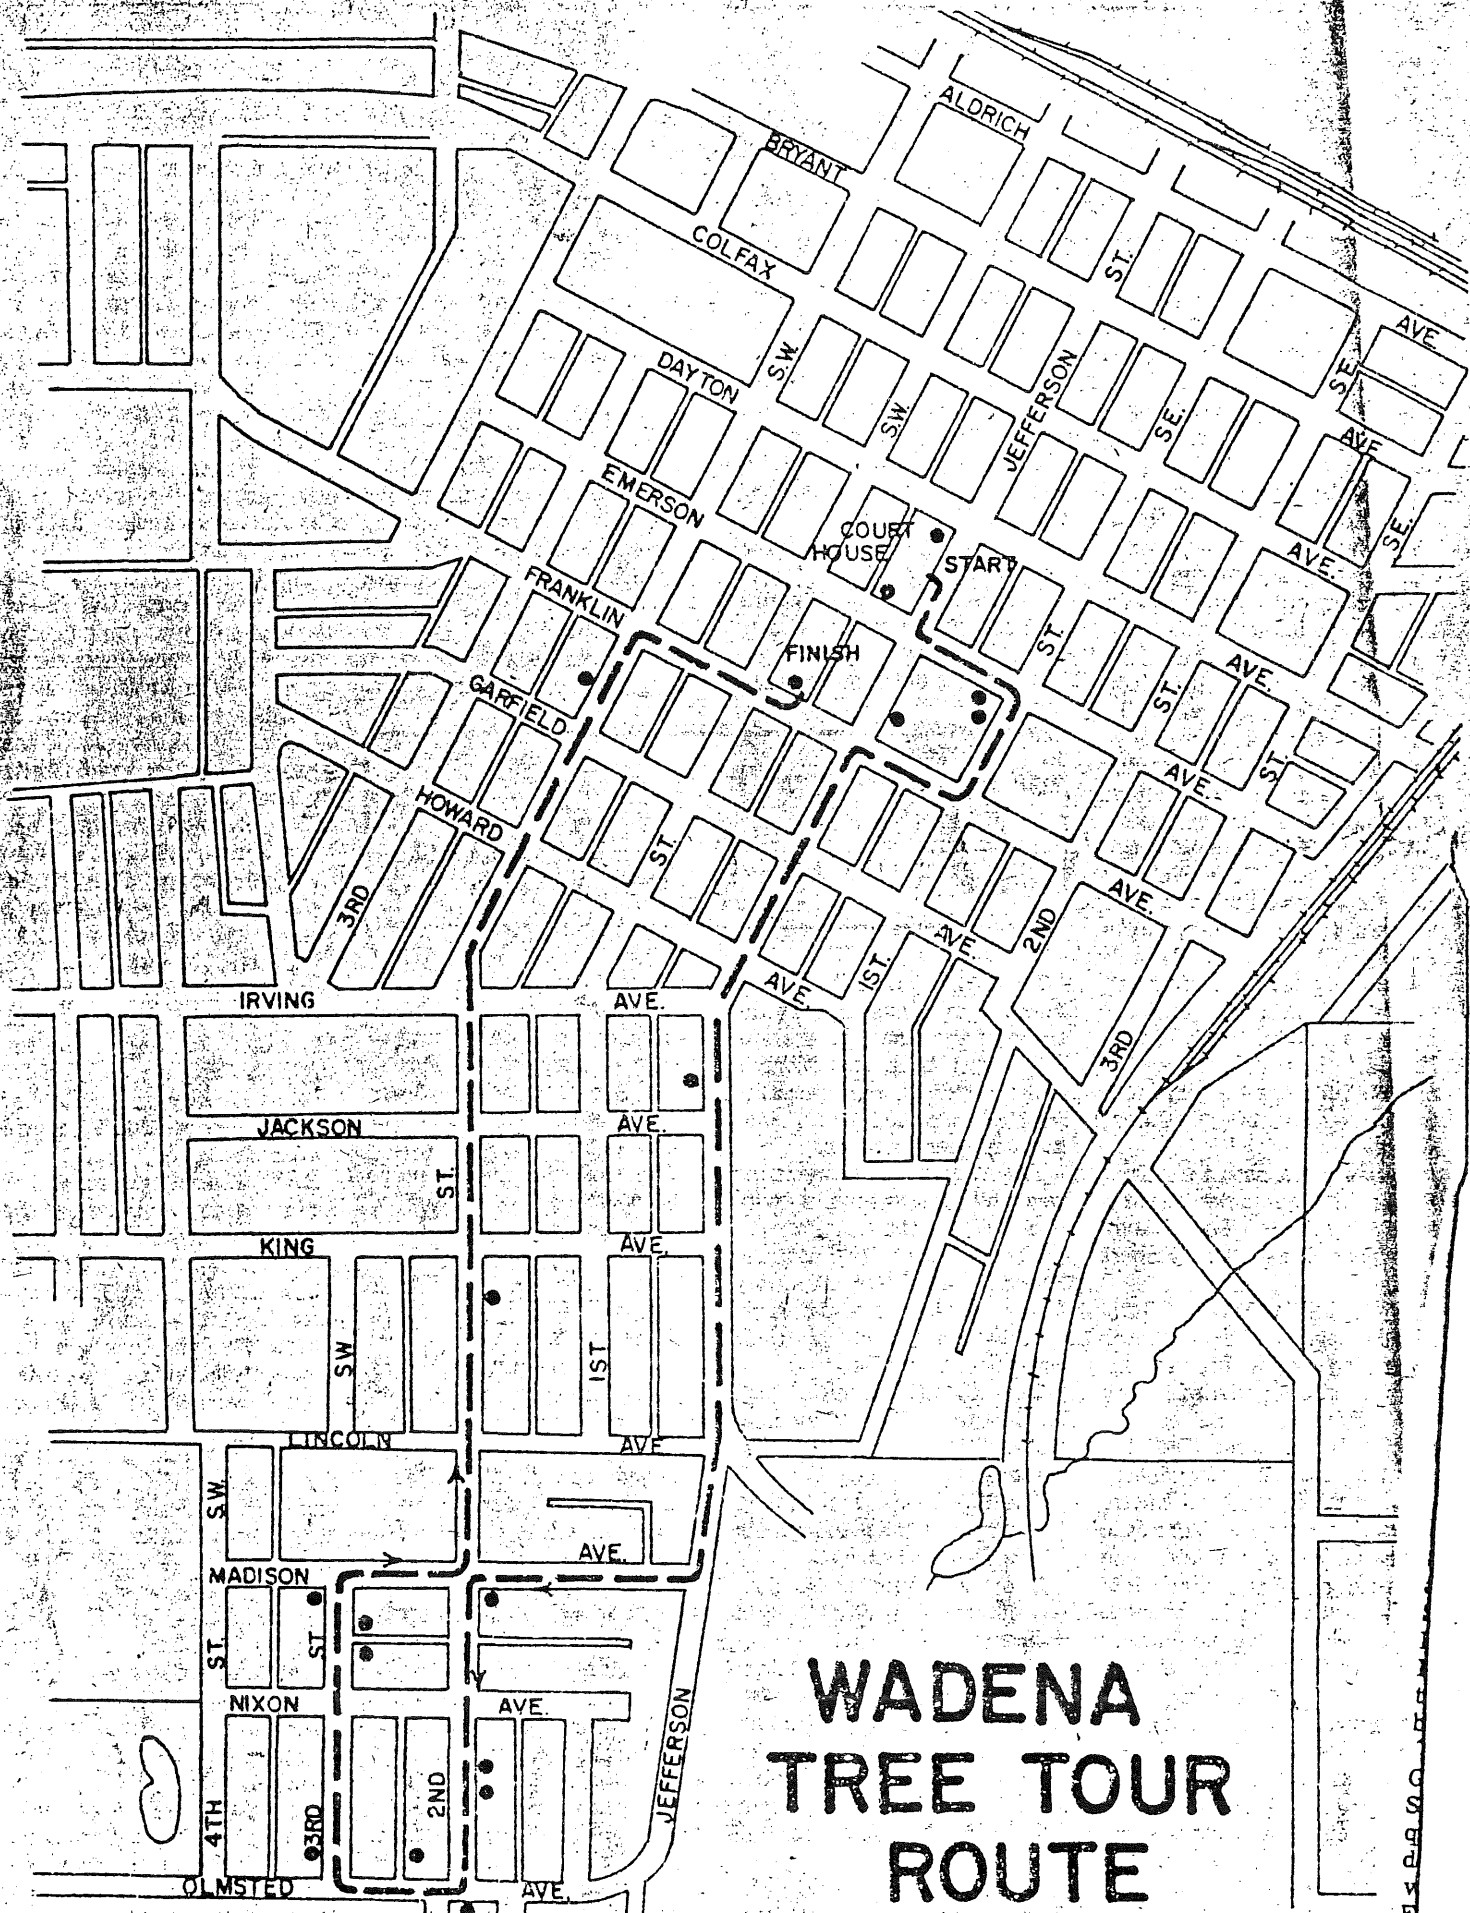 ALDRICH
BRYANT
COLFAX
ST.
AVE.
S.W.
DAYTON
S.E.
JEFFERSON
S.W.
S.E.
AVE.
EMERSON
COURT
HOUSE
START
S.E.
AVE.
FRANKLIN
ST.
FINISH
AVE.
GARFIELD
ST.
ST.
AVE.
HOWARD
ST.
3RD
AVE.
2ND
AVE.
1ST.
AVE.
IRVING
AVE.
3RD
JACKSON
AVE.
ST.
KING
AVE.
SW
1ST
LINCOLN
AVE
S.W.
AVE.
MADISON
ST.
ST.
NIXON
AVE.
JEFFERSON
WADENA
TREE TOUR
ROUTE
4TH
3RD
2ND
OLMSTED
AVE.